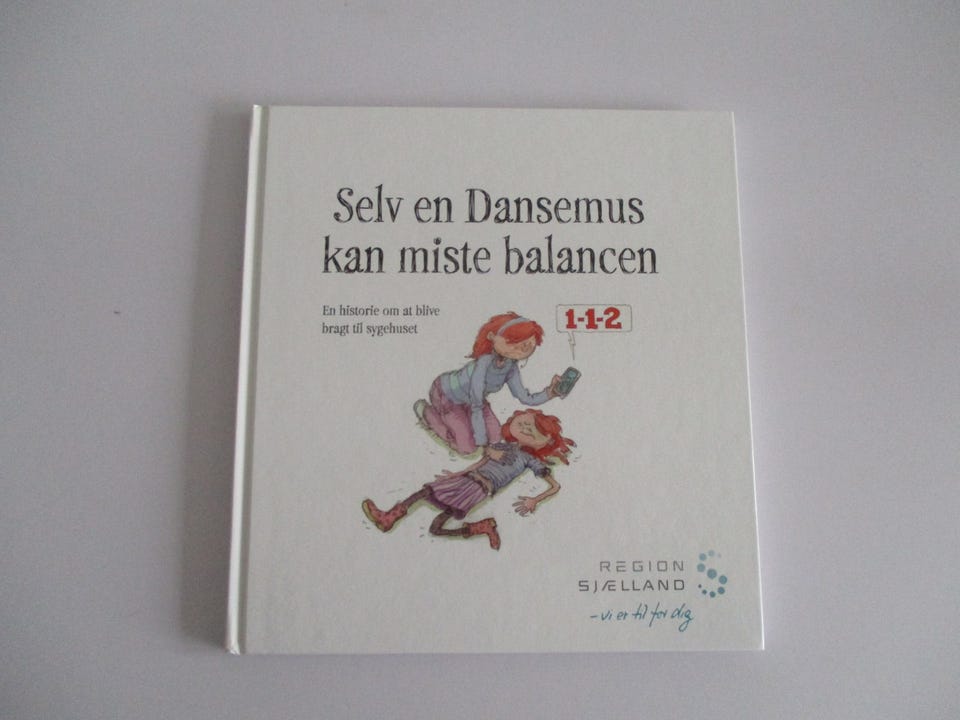 Selv en Dansemus
kan miste balancen
En historie om at blive
bragt til sygehuset
1-1-2
REGION
SJÆLLAND
– vi er til for dig